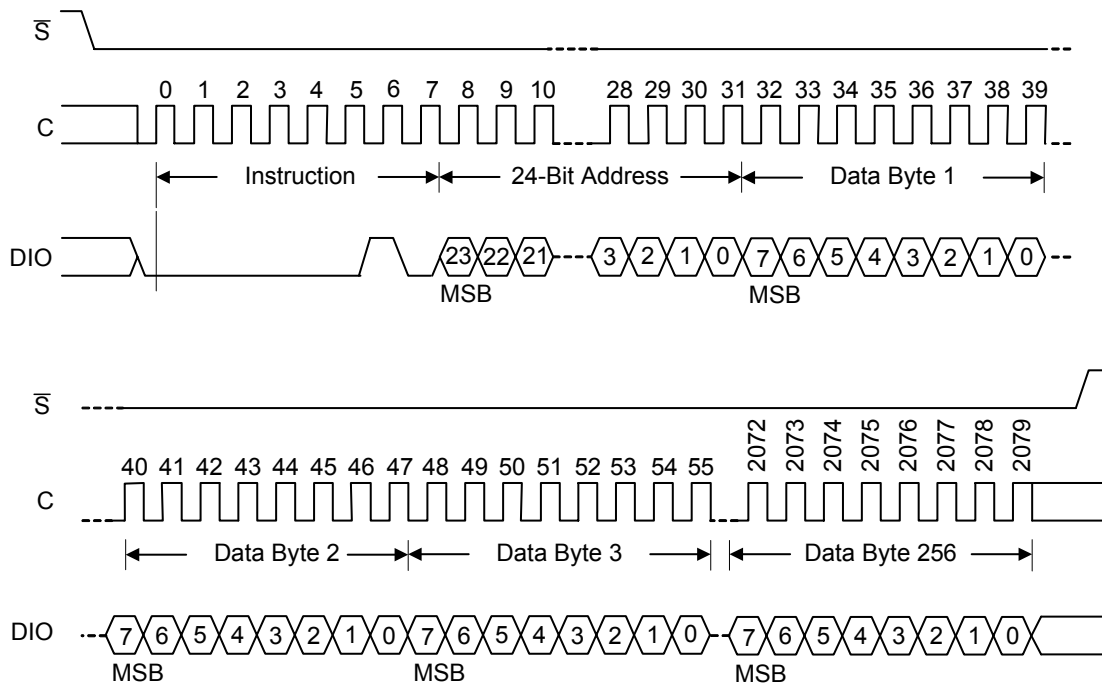 S̅
0 1 2 3 4 5 6 7 8 9 10 28 29 30 31 32 33 34 35 36 37 38 39
C
Instruction 24-Bit Address Data Byte 1
DIO 23 22 21 3 2 1 0 7 6 5 4 3 2 1 0
MSB MSB
S̅
2072 2073 2074 2075 2076 2077 2078 2079
40 41 42 43 44 45 46 47 48 49 50 51 52 53 54 55
C
Data Byte 2 Data Byte 3 Data Byte 256
DIO 7 6 5 4 3 2 1 0 7 6 5 4 3 2 1 0 7 6 5 4 3 2 1 0
MSB MSB MSB